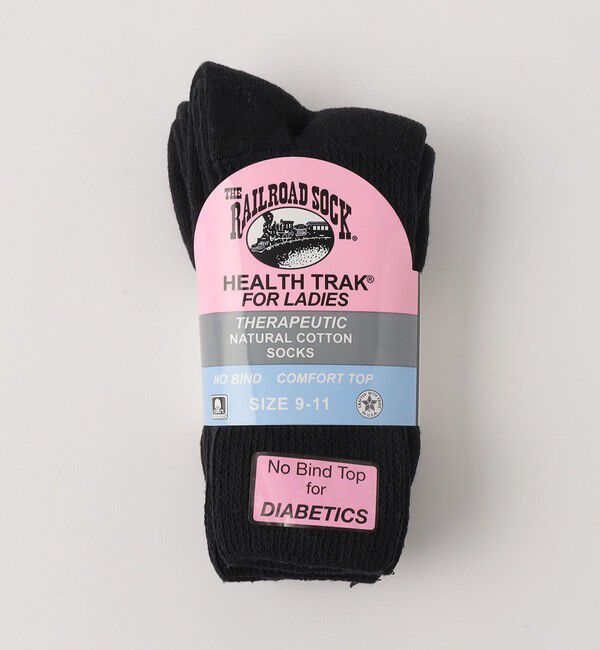 THE
RAILROAD SOCK®
HEALTH TRAK®
FOR LADIES
THERAPEUTIC
NATURAL COTTON
SOCKS
NO BIND COMFORT TOP
SIZE 9-11
No Bind Top
for
DIABETICS